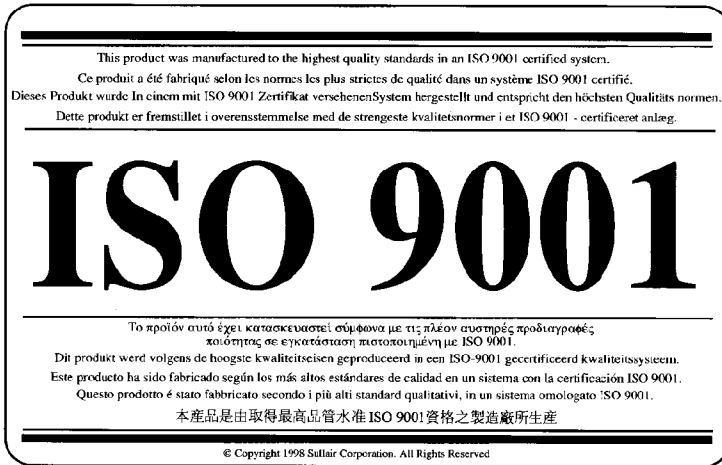 This product was manufactured to the highest quality standards in an ISO 9001 certified system.
Ce produit a été fabriqué selon les normes les plus strictes de qualité dans un système ISO 9001 certifié.
Dieses Produkt wurde In cinem mit ISO 9001 Zertifikat versehenenSystem hergestellt und entspricht den höchsten Qualitäts normen.
Dette produkt er fremstillet i overensstemmelse med de strengeste kvalitetsnormer i et ISO 9001 - certificeret anlæg.
ISO 9001
Το προϊόν αυτό έχει κατασκευαστεί σύμφωνα με τις πλέον αυστηρές προδιαγραφές
ποιότητας σε εγκατάσταση πιστοποιημένη με ISO 9001.
Dit produkt werd volgens de hoogste kwaliteitseisen geproduceerd in een ISO-9001 gecertificeerd kwaliteitssysteem.
Este producto ha sido fabricado según los más altos estándares de calidad en un sistema con la certificación ISO 9001.
Questo prodotto é stato fabbricato secondo i più alti standard qualitativi, in un sistema omologato ISO 9001.
本產品是由取得最高品管水准 ISO 9001 資格之製造廠所生産
© Copyright 1998 Sullair Corporation. All Rights Reserved